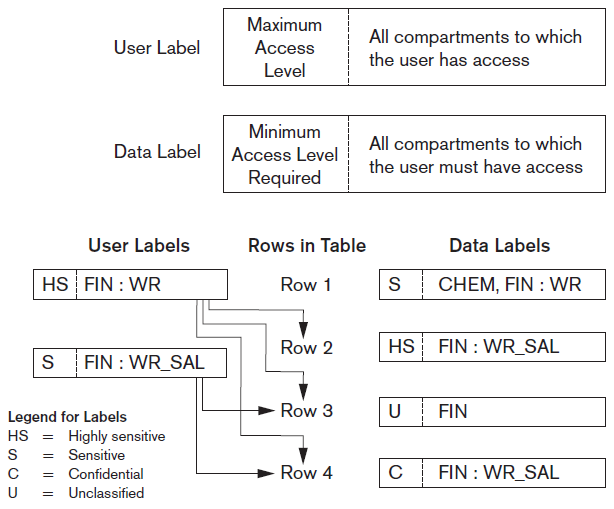 User Label
Maximum
Access
Level
All compartments to which
the user has access
Data Label
Minimum
Access Level
Required
All compartments to which
the user must have access
User Labels
Rows in Table
Data Labels
HS FIN : WR
Row 1
S CHEM, FIN : WR
Row 2
HS FIN : WR_SAL
S FIN : WR_SAL
Row 3
U FIN
Row 4
C FIN : WR_SAL
Legend for Labels
HS = Highly sensitive
S = Sensitive
C = Confidential
U = Unclassified